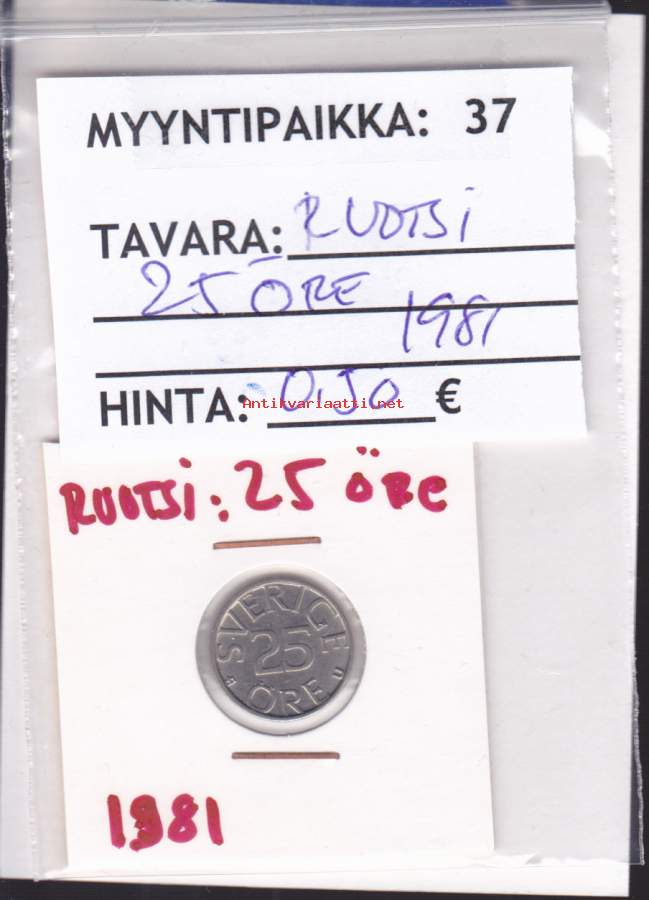 MYYNTIPAIKKA: 37
TAVARA: RUOTSI
25 ÖRE
1981
HINTA: 0,50 €
Antikvariaatti.net
RUOTSI: 25 ÖRE
SVERIGE
25
ÖRE U
1981